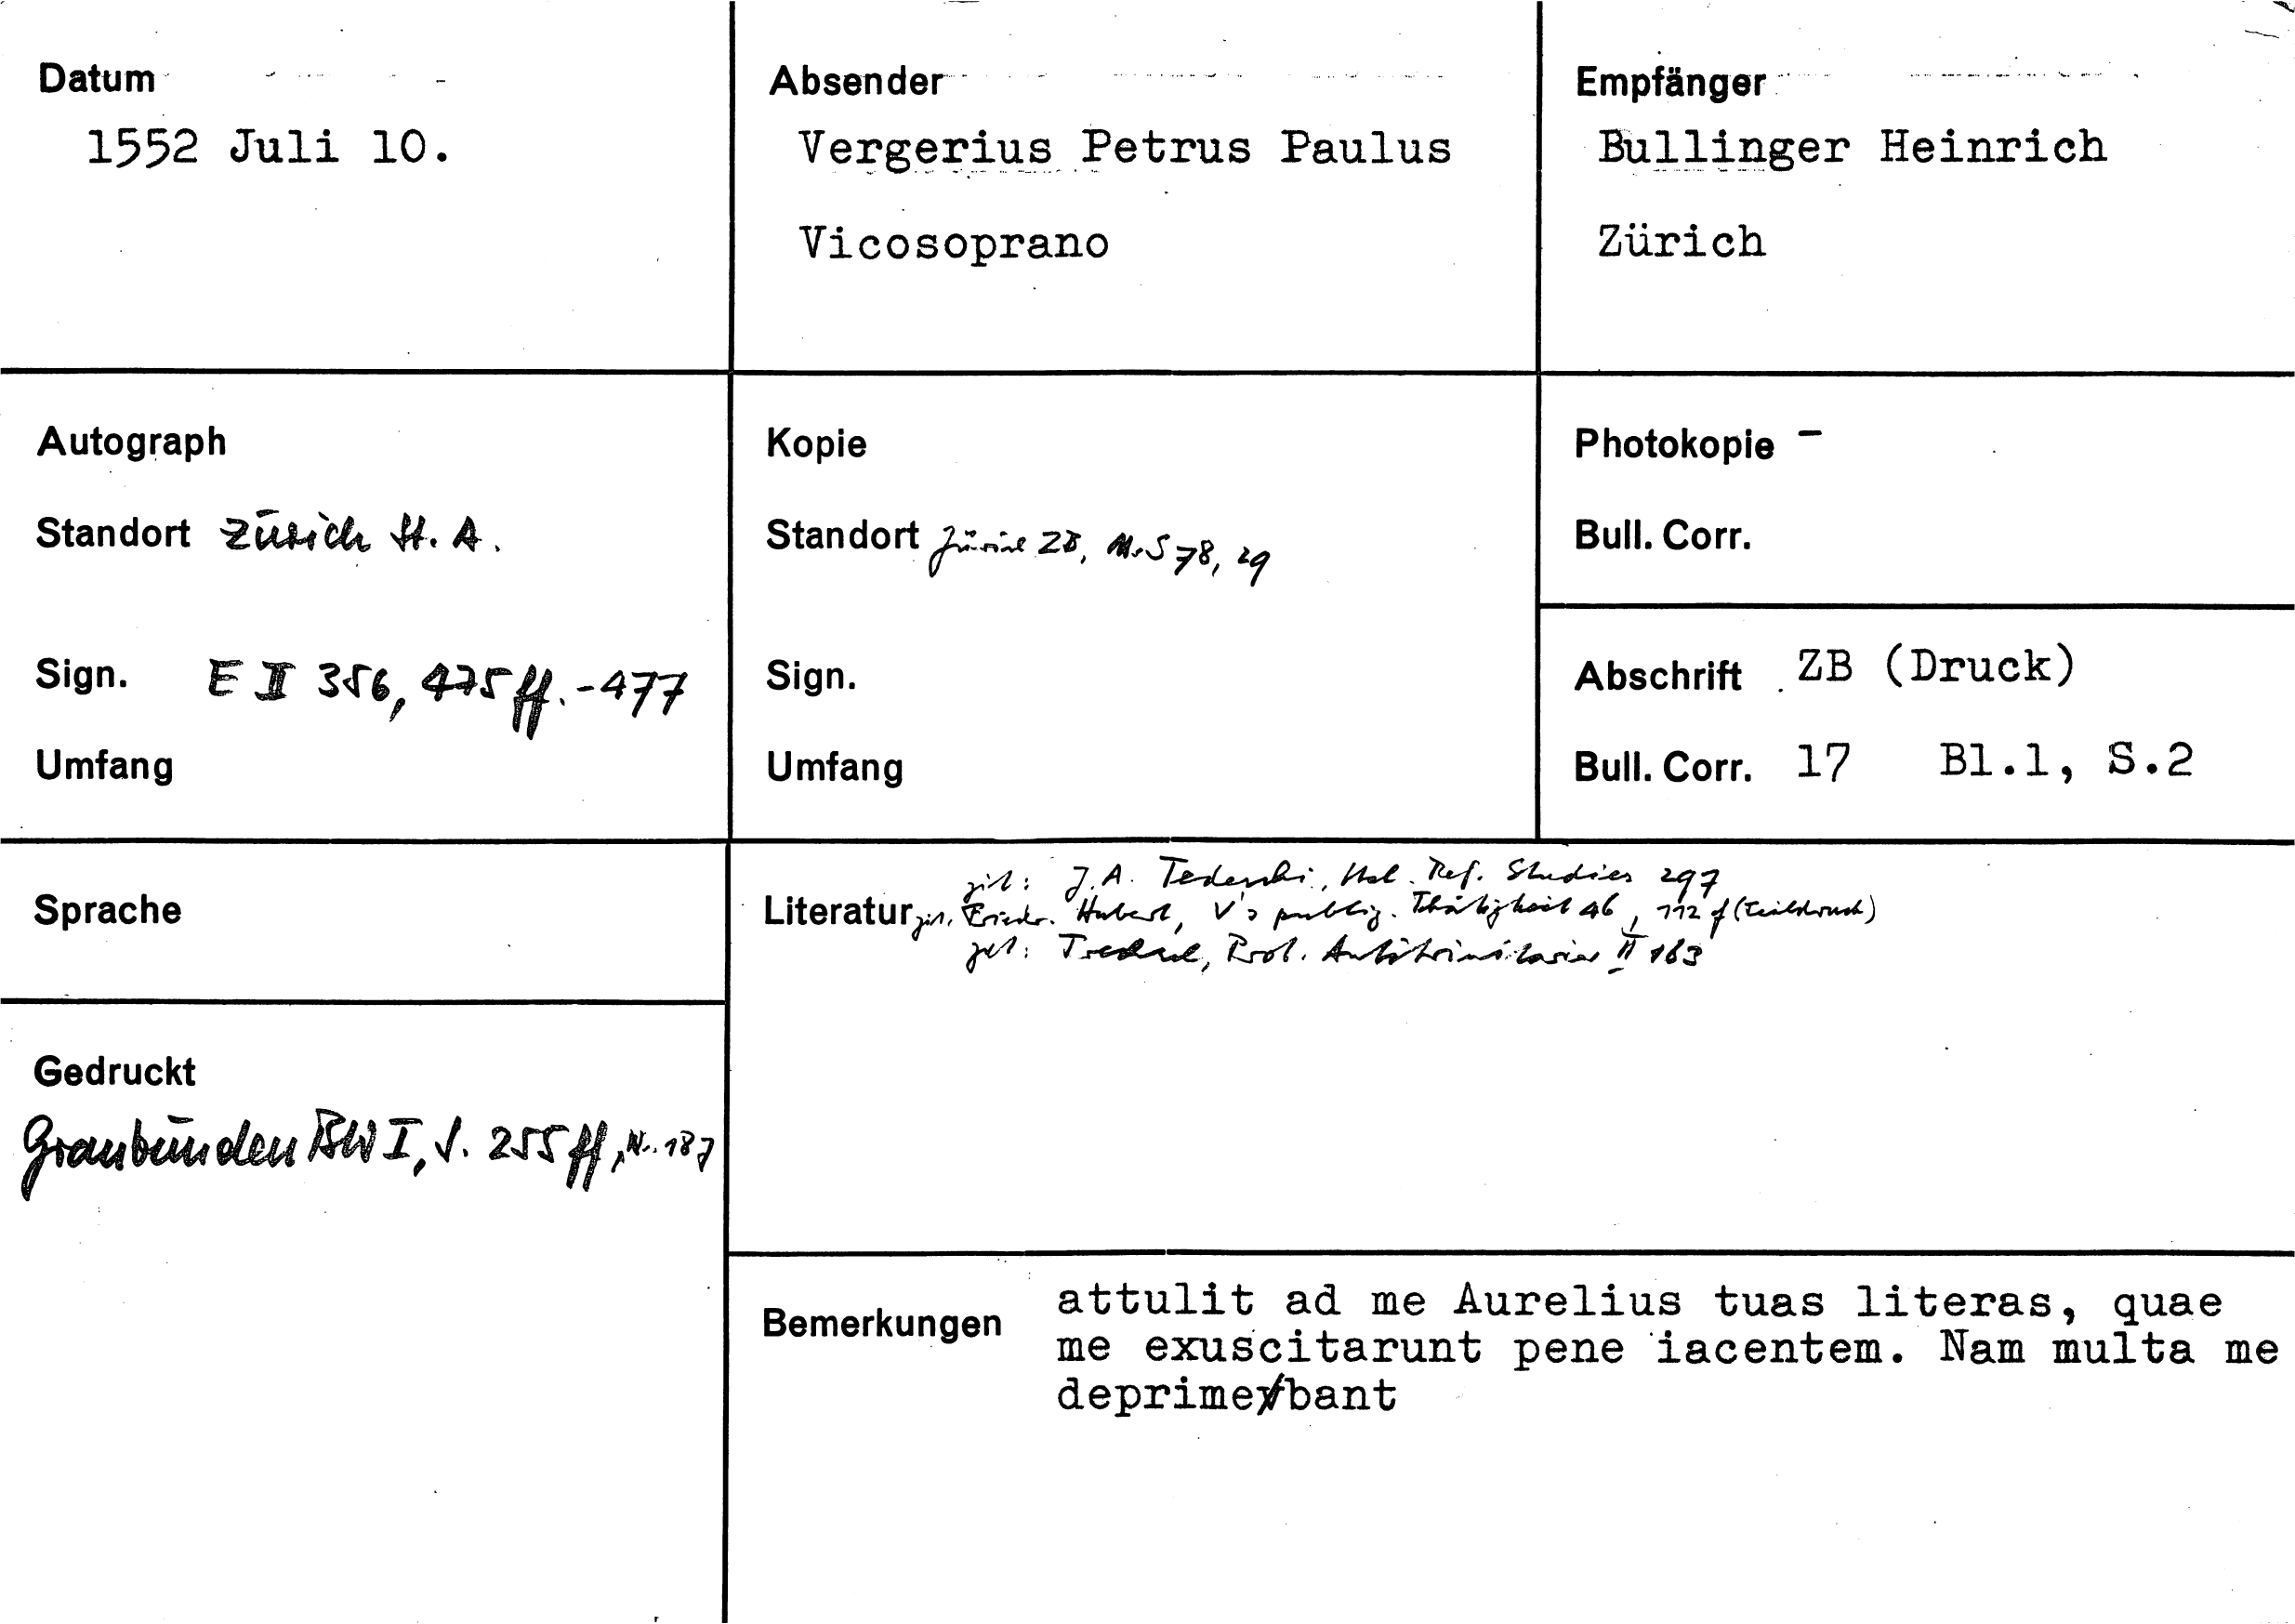 Datum
1552 Juli 10.
Absender
Vergerius Petrus Paulus
Vicosoprano
Empfänger
Bullinger Heinrich
Zürich
Autograph
Standort Zürich St. A.
Sign. E II 356, 475 ff. - 477
Umfang
Kopie
Standort Zürich ZB, Ms S 78, 29
Sign.
Umfang
Photokopie -
Bull. Corr.
Abschrift ZB (Druck)
Bull. Corr. 17 Bl.1, S.2
Sprache
Gedruckt
Graubünden BW I, S. 255 ff, Nr. 187
zit: J. A. Tedeschi, Ital. Ref. Studies 297
Literatur zit. Friedr. Hubert, V's publiz. Thätigkeit 46, 112 f (Teildruck)
zit: Trechsel, Prot. Antitrinitarier II 163
Bemerkungen
attulit ad me Aurelius tuas literas, quae
me exuscitarunt pene iacentem. Nam multa me
deprimebant